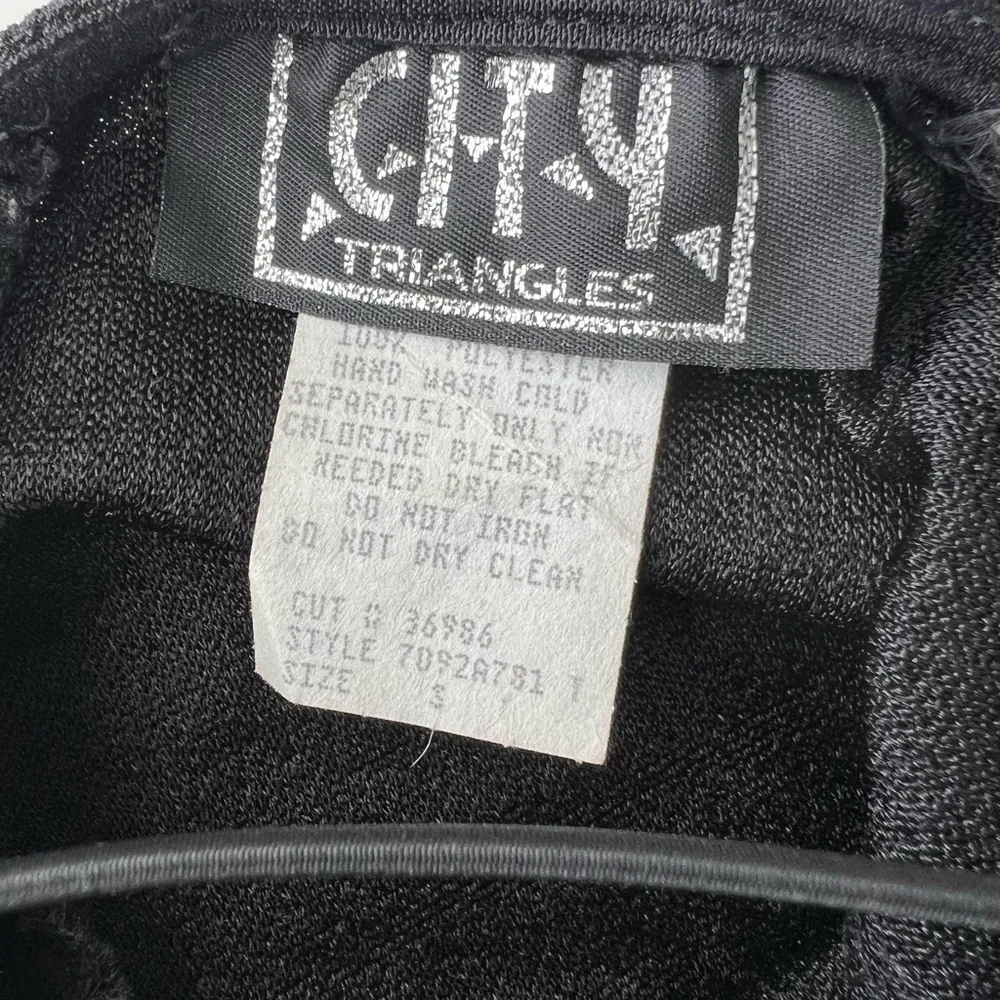 CITY
TRIANGLES
100% POLYESTER
HAND WASH COLD
SEPARATELY ONLY NON
CHLORINE BLEACH IF
NEEDED DRY FLAT
DO NOT IRON
DO NOT DRY CLEAN
CUT # 36986
STYLE 7092A781 T
SIZE 3